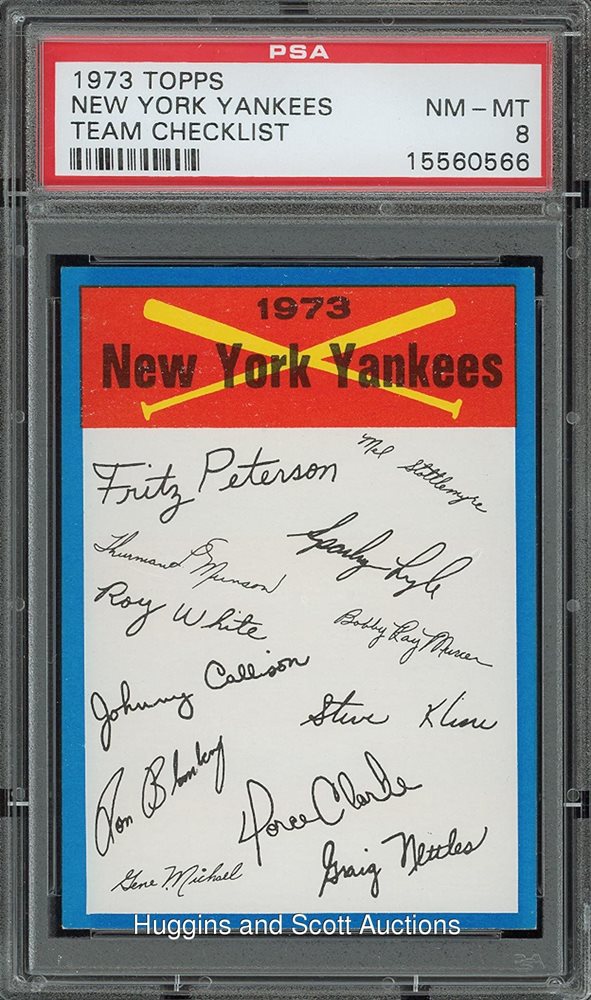 PSA
1973 TOPPS
NEW YORK YANKEES NM - MT
TEAM CHECKLIST 8
15560566
1973
New York Yankees
Fritz Peterson
Mel Stottlemyre
Thurman Munson
Sparky Lyle
Roy White
Bobby Ray Murcer
Johnny Callison
Steve Kline
Ron Blomberg
Horace Clarke
Graig Nettles
Gene Michael
Huggins and Scott Auctions